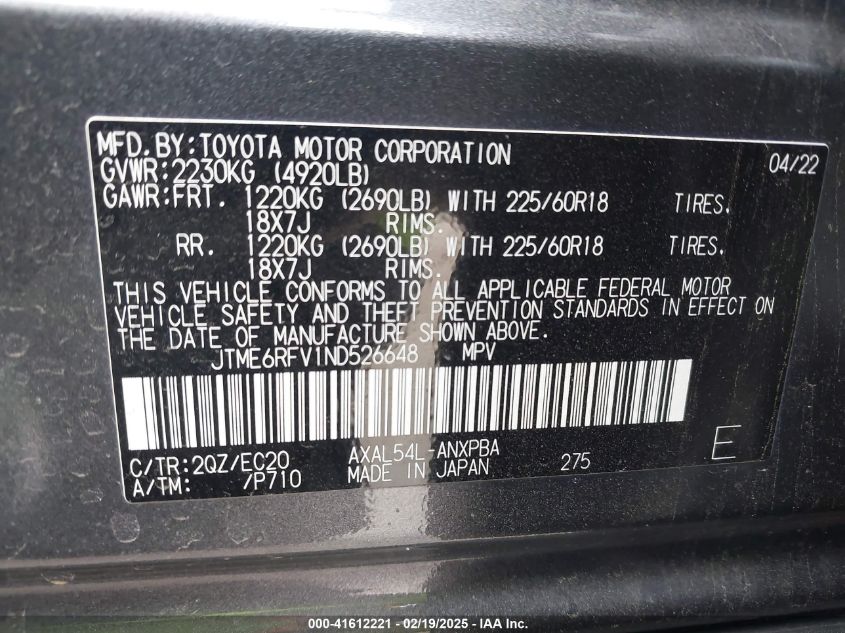 MFD.BY:TOYOTA MOTOR CORPORATION 04/22
GVWR:2230KG (4920LB)
GAWR:FRT. 1220KG (2690LB) WITH 225/60R18 TIRES.
18X7J RIMS.
RR. 1220KG (2690LB) WITH 225/60R18 TIRES.
18X7J RIMS.
THIS VEHICLE CONFORMS TO ALL APPLICABLE FEDERAL MOTOR
VEHICLE SAFETY AND THEFT PREVENTION STANDARDS IN EFFECT ON
THE DATE OF MANUFACTURE SHOWN ABOVE.
JTME6RFV1ND526648 MPV
C/TR:2QZ/EC20 AXAL54L-ANXPBA
A/TM: /P710 MADE IN JAPAN 275 E
000-41612221 - 02/19/2025 - IAA Inc.